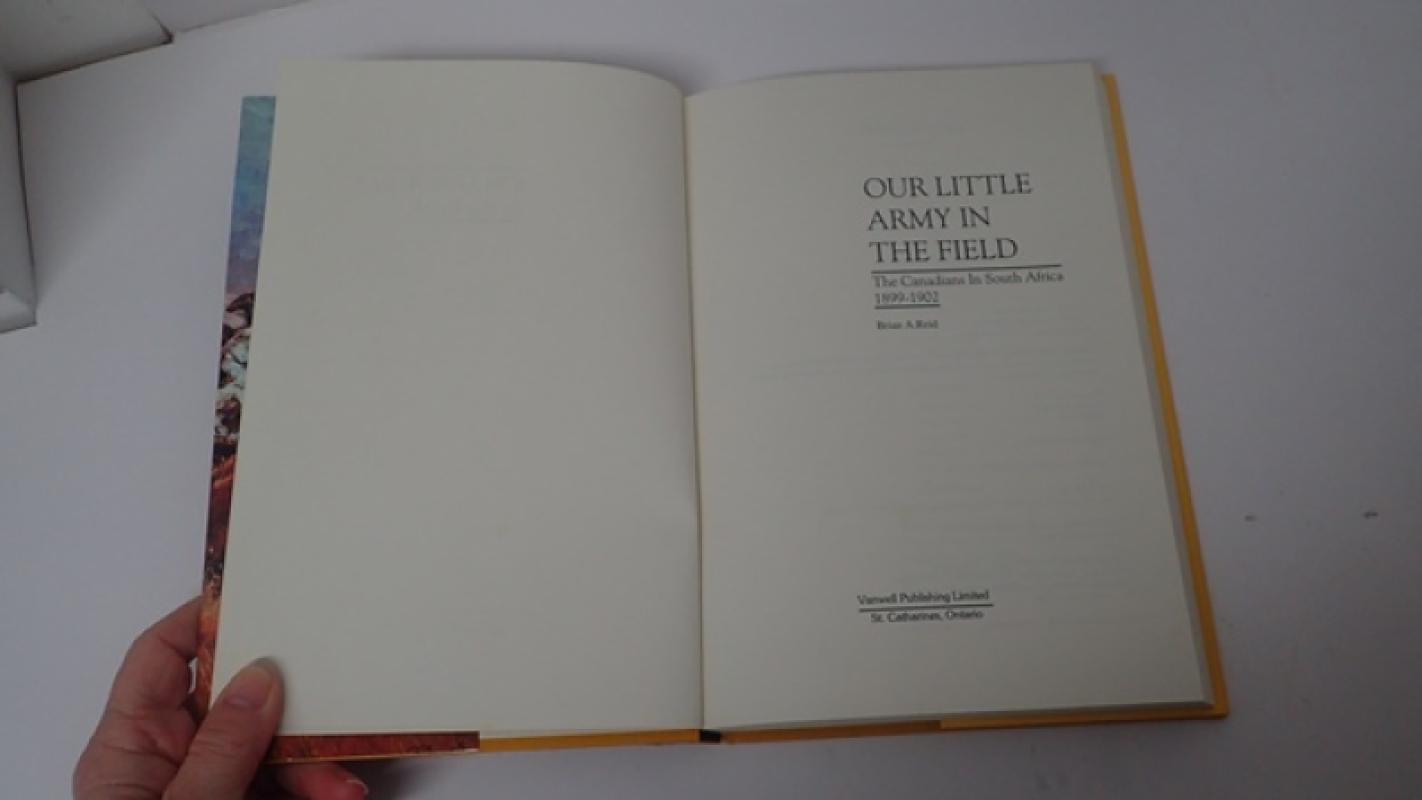 OUR LITTLE
ARMY IN
THE FIELD
The Canadians In South Africa
1899-1902
Brian A.Reid
Vanwell Publishing Limited
St. Catharines, Ontario